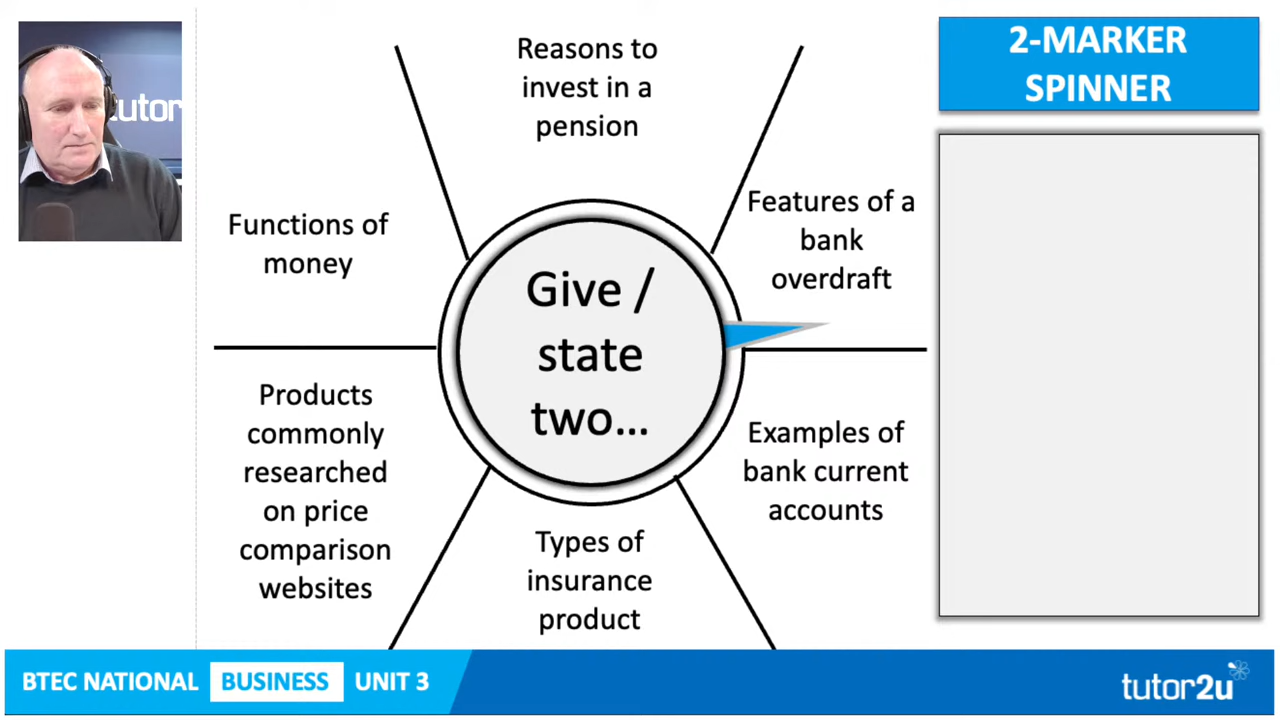 2-MARKER
SPINNER
Reasons to
invest in a
pension
Features of a
bank
overdraft
Functions of
money
Give /
state
two...
Products
commonly
researched
on price
comparison
websites
Examples of
bank current
accounts
Types of
insurance
product
tutor
BTEC NATIONAL BUSINESS UNIT 3
tutor2u